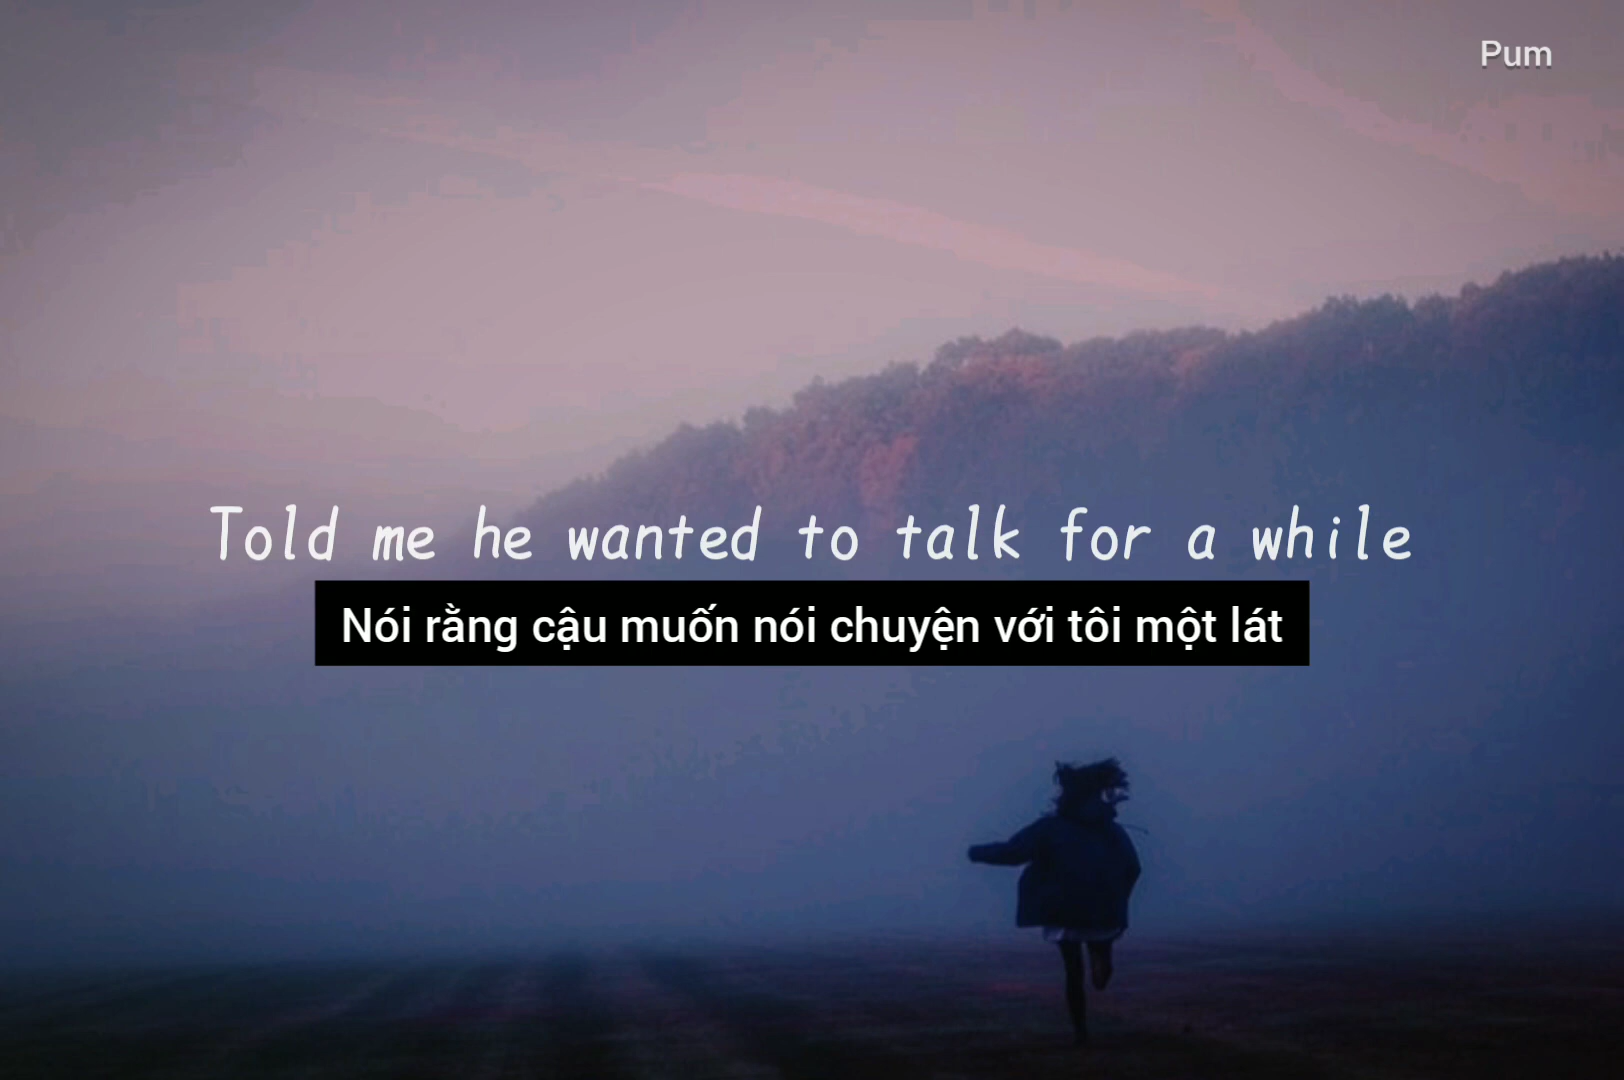 Pum
Told me he wanted to talk for a while
Nói rằng cậu muốn nói chuyện với tôi một lát